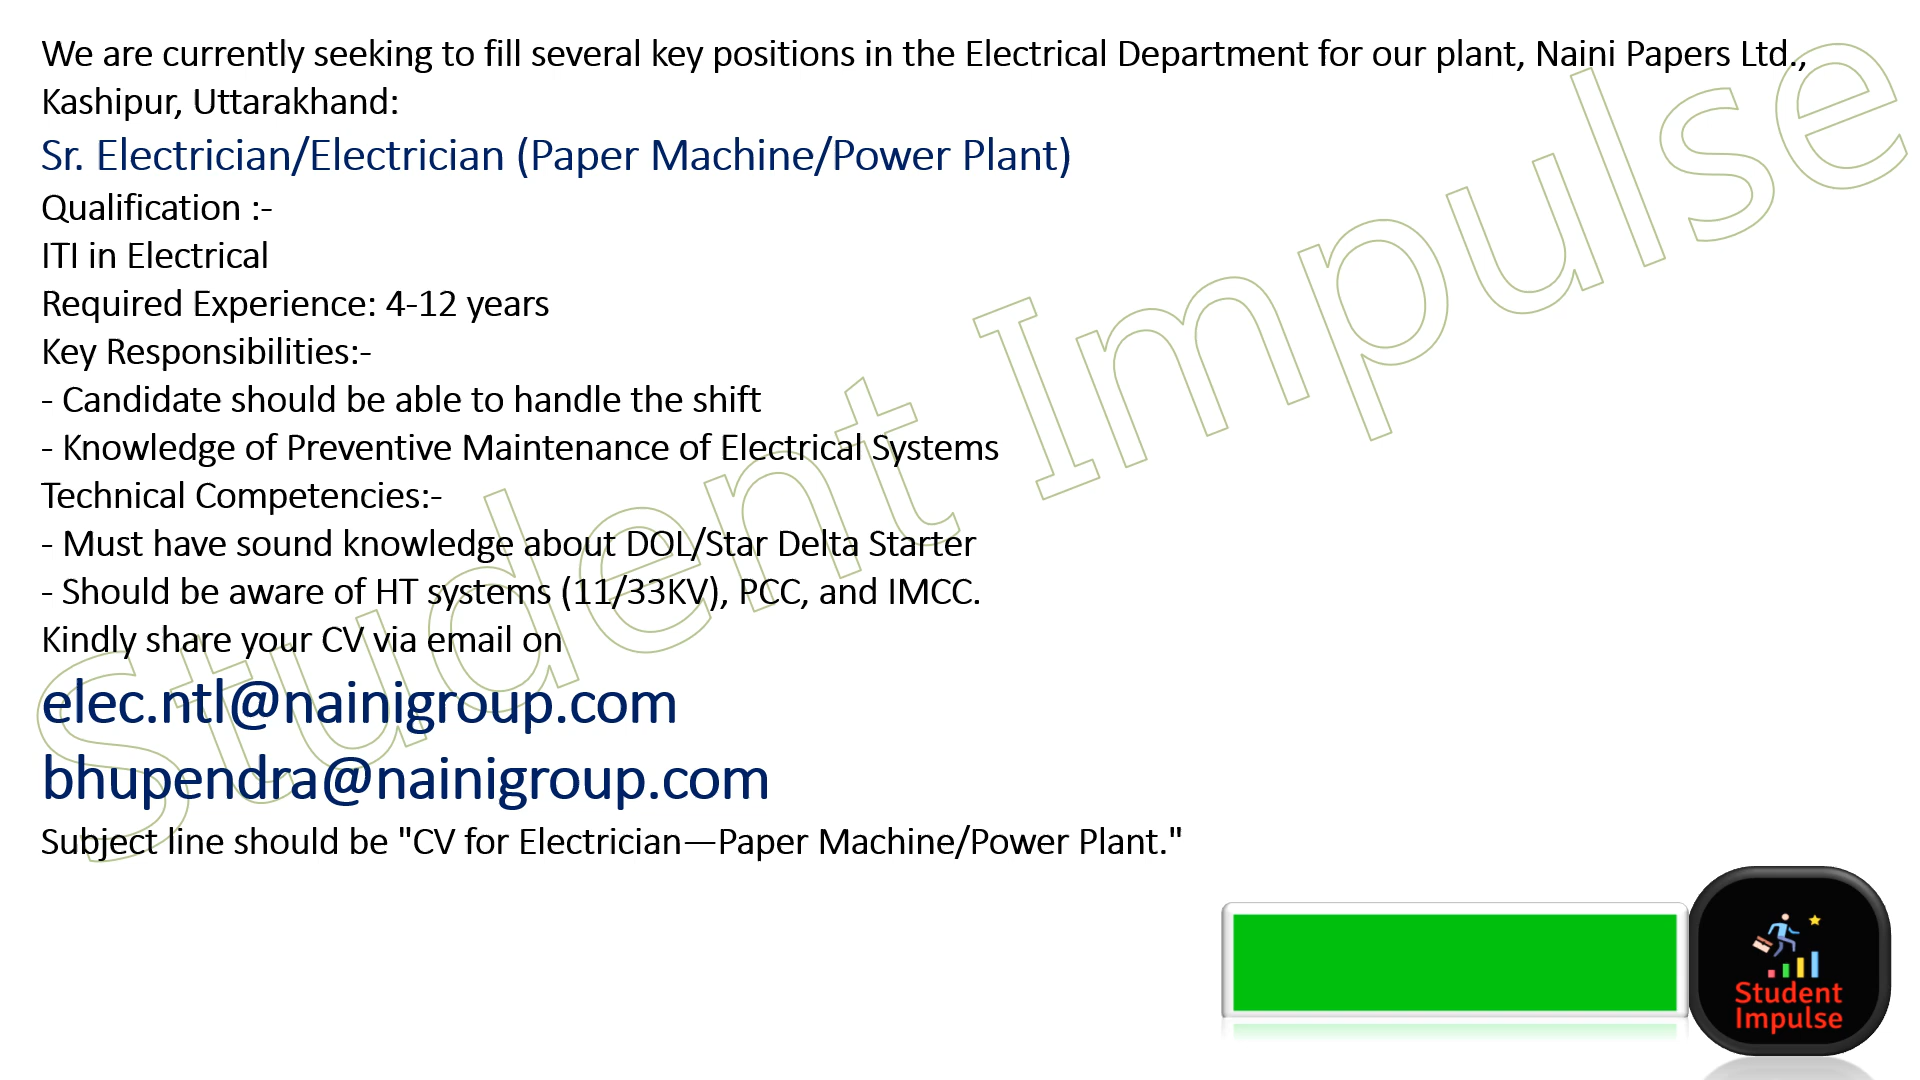 We are currently seeking to fill several key positions in the Electrical Department for our plant, Naini Papers Ltd.,
Kashipur, Uttarakhand:
Sr. Electrician/Electrician (Paper Machine/Power Plant)
Qualification :-
ITI in Electrical
Required Experience: 4-12 years
Key Responsibilities:-
- Candidate should be able to handle the shift
- Knowledge of Preventive Maintenance of Electrical Systems
Technical Competencies:-
- Must have sound knowledge about DOL/Star Delta Starter
- Should be aware of HT systems (11/33KV), PCC, and IMCC.
Kindly share your CV via email on
elec.ntl@nainigroup.com
bhupendra@nainigroup.com
Subject line should be "CV for Electrician—Paper Machine/Power Plant."
Student Impulse
Student
Impulse